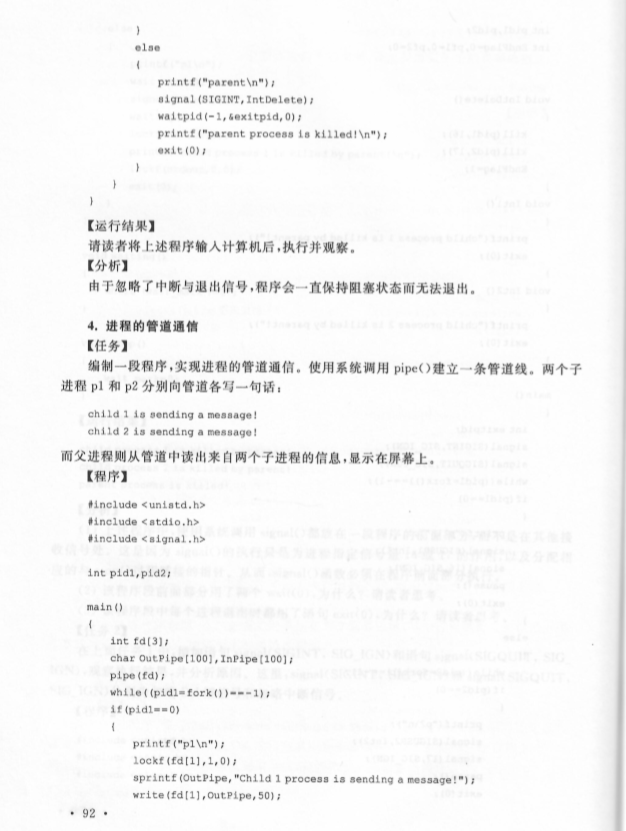 }
else
{
printf("parent\n");
signal(SIGINT,IntDelete);
waitpid(-1,&exitpid,0);
printf("parent process is killed!\n");
exit(0);
}
}
}
【运行结果】
请读者将上述程序输入计算机后,执行并观察。
【分析】
由于忽略了中断与退出信号,程序会一直保持阻塞状态而无法退出。
4. 进程的管道通信
【任务】
编制一段程序,实现进程的管道通信。使用系统调用 pipe()建立一条管道线。两个子
进程 p1 和 p2 分别向管道各写一句话:
child 1 is sending a message!
child 2 is sending a message!
而父进程则从管道中读出来自两个子进程的信息,显示在屏幕上。
【程序】
#include <unistd.h>
#include <stdio.h>
#include <signal.h>
int pid1,pid2;
main()
{
int fd[3];
char OutPipe[100],InPipe[100];
pipe(fd);
while((pid1=fork())==-1);
if(pid1==0)
{
printf("p1\n");
lockf(fd[1],1,0);
sprintf(OutPipe,"Child 1 process is sending a message!");
write(fd[1],OutPipe,50);
• 92 •